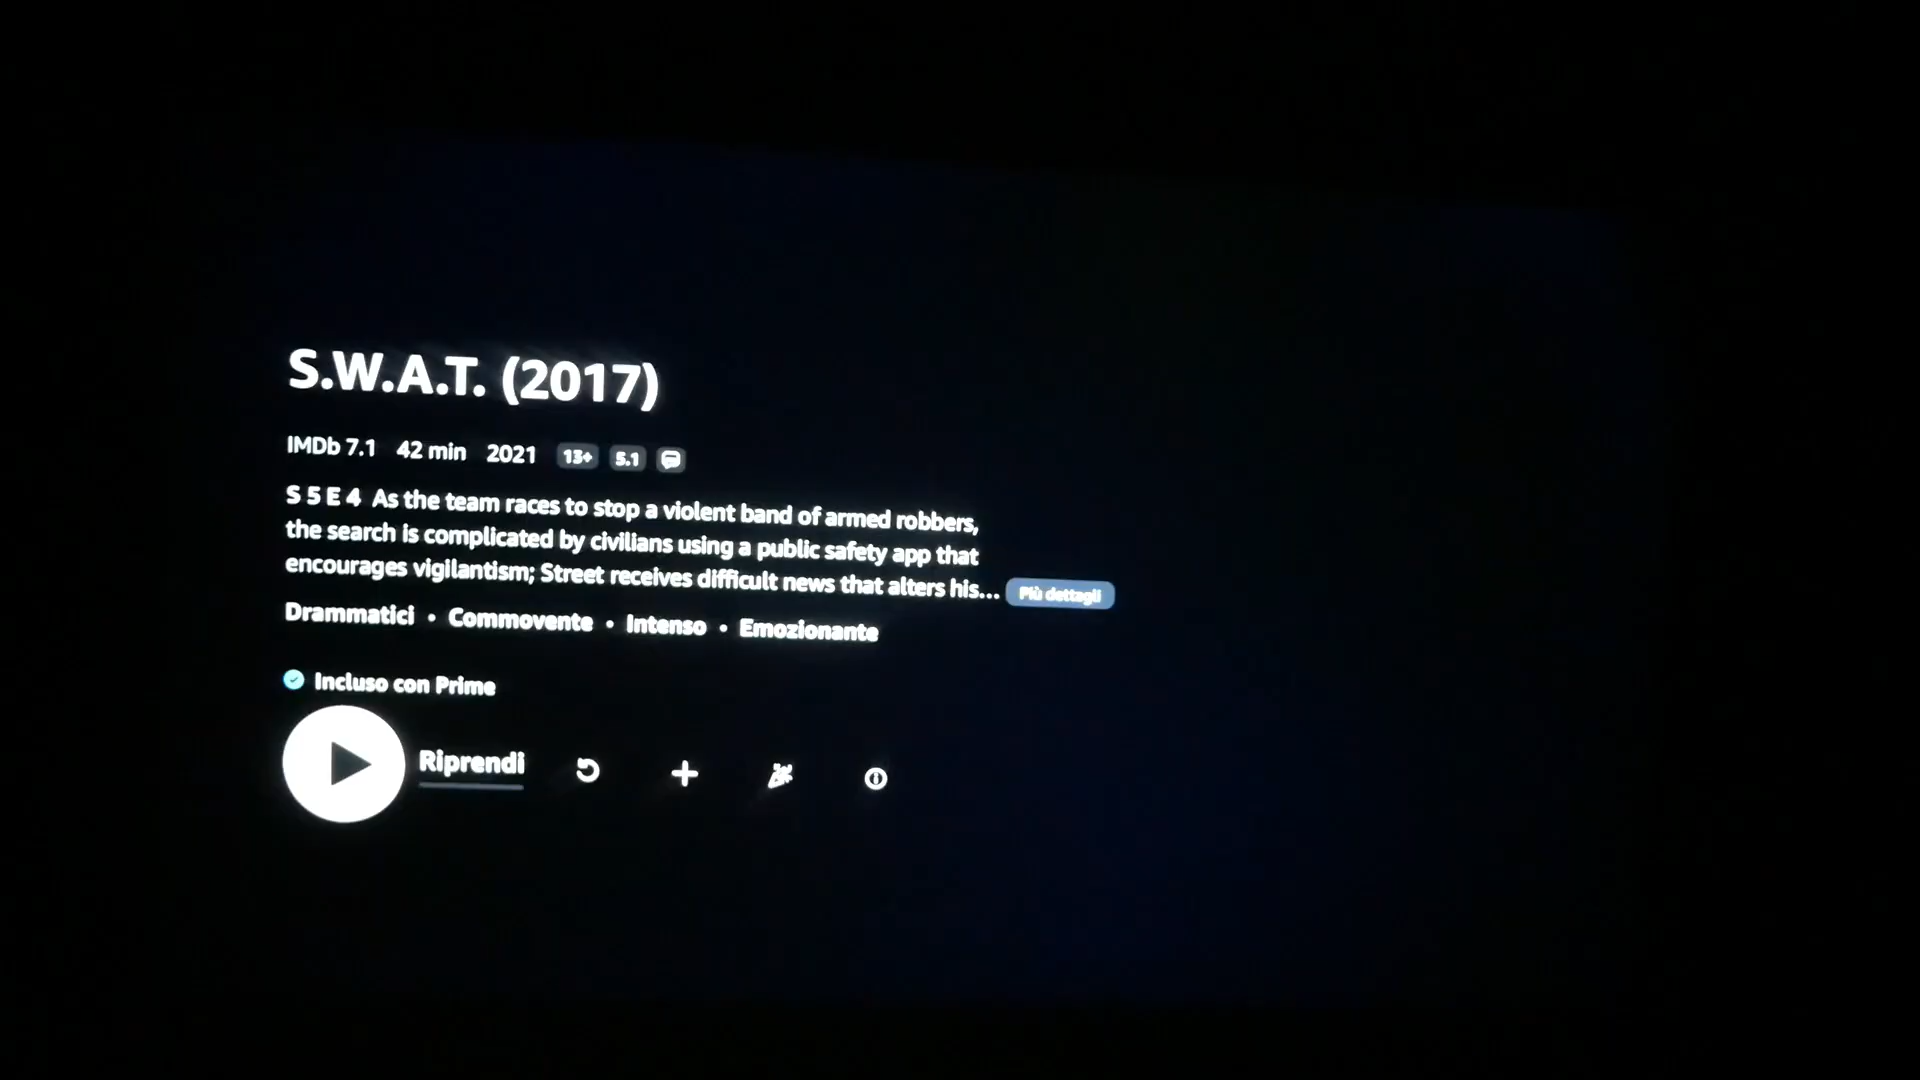 S.W.A.T. (2017)
IMDb 7.1 42 min 2021 13+ 5.1
S 5 E 4 As the team races to stop a violent band of armed robbers,
the search is complicated by civilians using a public safety app that
encourages vigilantism; Street receives difficult news that alters his... Più dettagli
Drammatici • Commovente • Intenso • Emozionante
Incluso con Prime
Riprendi